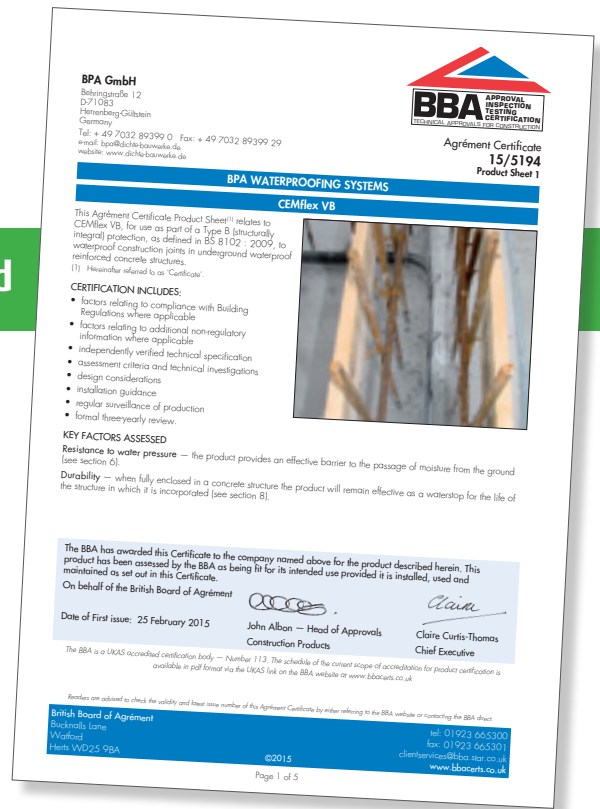 BPA GmbH
Behringstraße 12
D-71083
Herrenberg-Gültstein
Germany
Tel: + 49 7032 89399 0 Fax: + 49 7032 89399 29
e-mail: bpa@dichte-bauwerke.de
website: www.dichte-bauwerke.de
BBA
APPROVAL
INSPECTION
TESTING
CERTIFICATION
TECHNICAL APPROVALS FOR CONSTRUCTION
Agrément Certificate
15/5194
Product Sheet 1
BPA WATERPROOFING SYSTEMS
CEMflex VB
This Agrément Certificate Product Sheet(1) relates to
CEMflex VB, for use as part of a Type B (structurally
integral) protection, as defined in BS 8102 : 2009, to
waterproof construction joints in underground waterproof
reinforced concrete structures.
(1) Hereinafter referred to as 'Certificate'.
CERTIFICATION INCLUDES:
• factors relating to compliance with Building
Regulations where applicable
• factors relating to additional non-regulatory
information where applicable
• independently verified technical specification
• assessment criteria and technical investigations
• design considerations
• installation guidance
• regular surveillance of production
• formal three-yearly review.
KEY FACTORS ASSESSED
Resistance to water pressure — the product provides an effective barrier to the passage of moisture from the ground
(see section 6).
Durability — when fully enclosed in a concrete structure the product will remain effective as a waterstop for the life of
the structure in which it is incorporated (see section 8).
The BBA has awarded this Certificate to the company named above for the product described herein. This
product has been assessed by the BBA as being fit for its intended use provided it is installed, used and
maintained as set out in this Certificate.
On behalf of the British Board of Agrément
Claire
Date of First issue: 25 February 2015
John Albon — Head of Approvals
Construction Products
Claire Curtis-Thomas
Chief Executive
The BBA is a UKAS accredited certification body — Number 113. The schedule of the current scope of accreditation for product certification is
available in pdf format via the UKAS link on the BBA website at www.bbacerts.co.uk
Readers are advised to check the validity and latest issue number of this Agrément Certificate by either referring to the BBA website or contacting the BBA direct.
British Board of Agrément
Bucknalls Lane
Watford
Herts WD25 9BA
©2015
tel: 01923 665300
fax: 01923 665301
clientservices@bba.star.co.uk
www.bbacerts.co.uk
Page 1 of 5